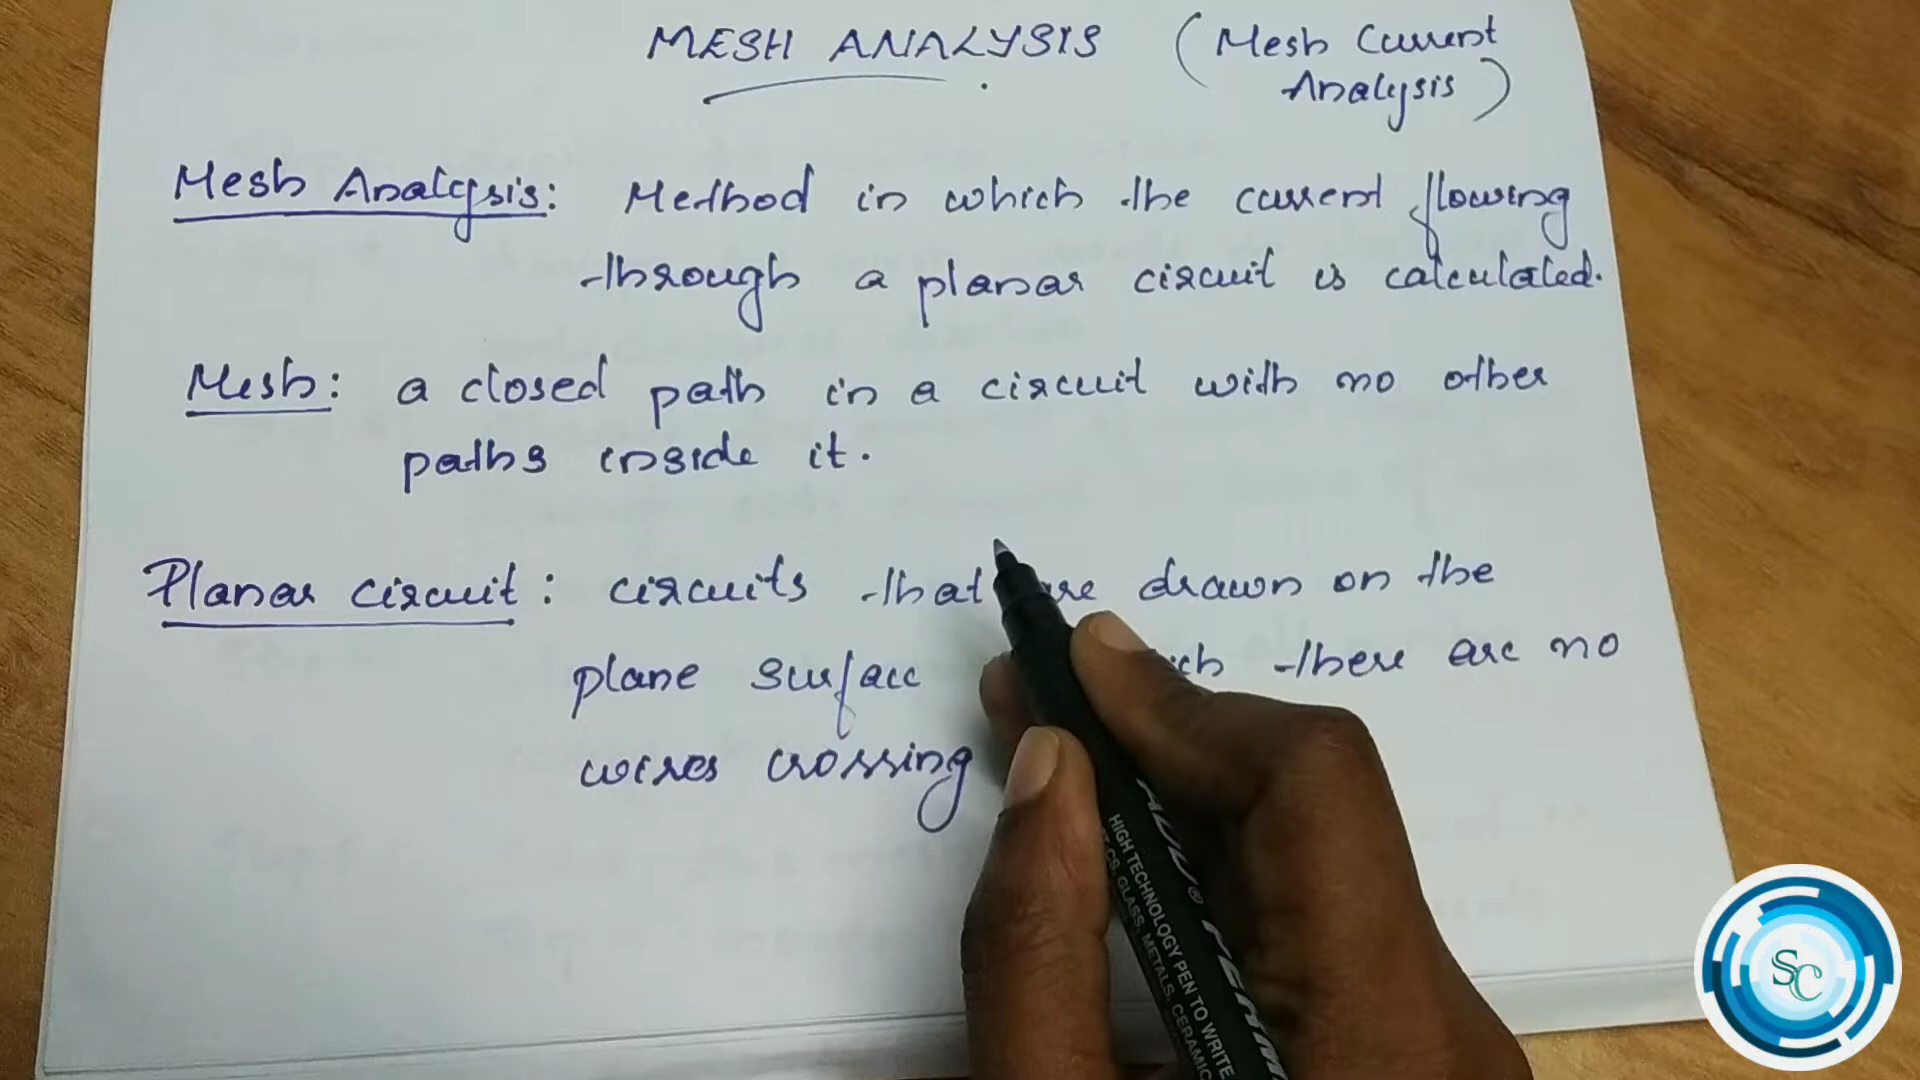 MESH ANALYSIS (Mesh Current
Analysis)
Mesh Analysis: Method in which the current flowing
through a planar circuit is calculated.
Mesh: a closed path in a circuit with no other
paths inside it.
Planar circuit: circuits that are drawn on the
plane surface there are no
wires crossing
HIGH TECHNOLOGY PEN TO WRITE
GLASS, METALS, CERAMIC
SC